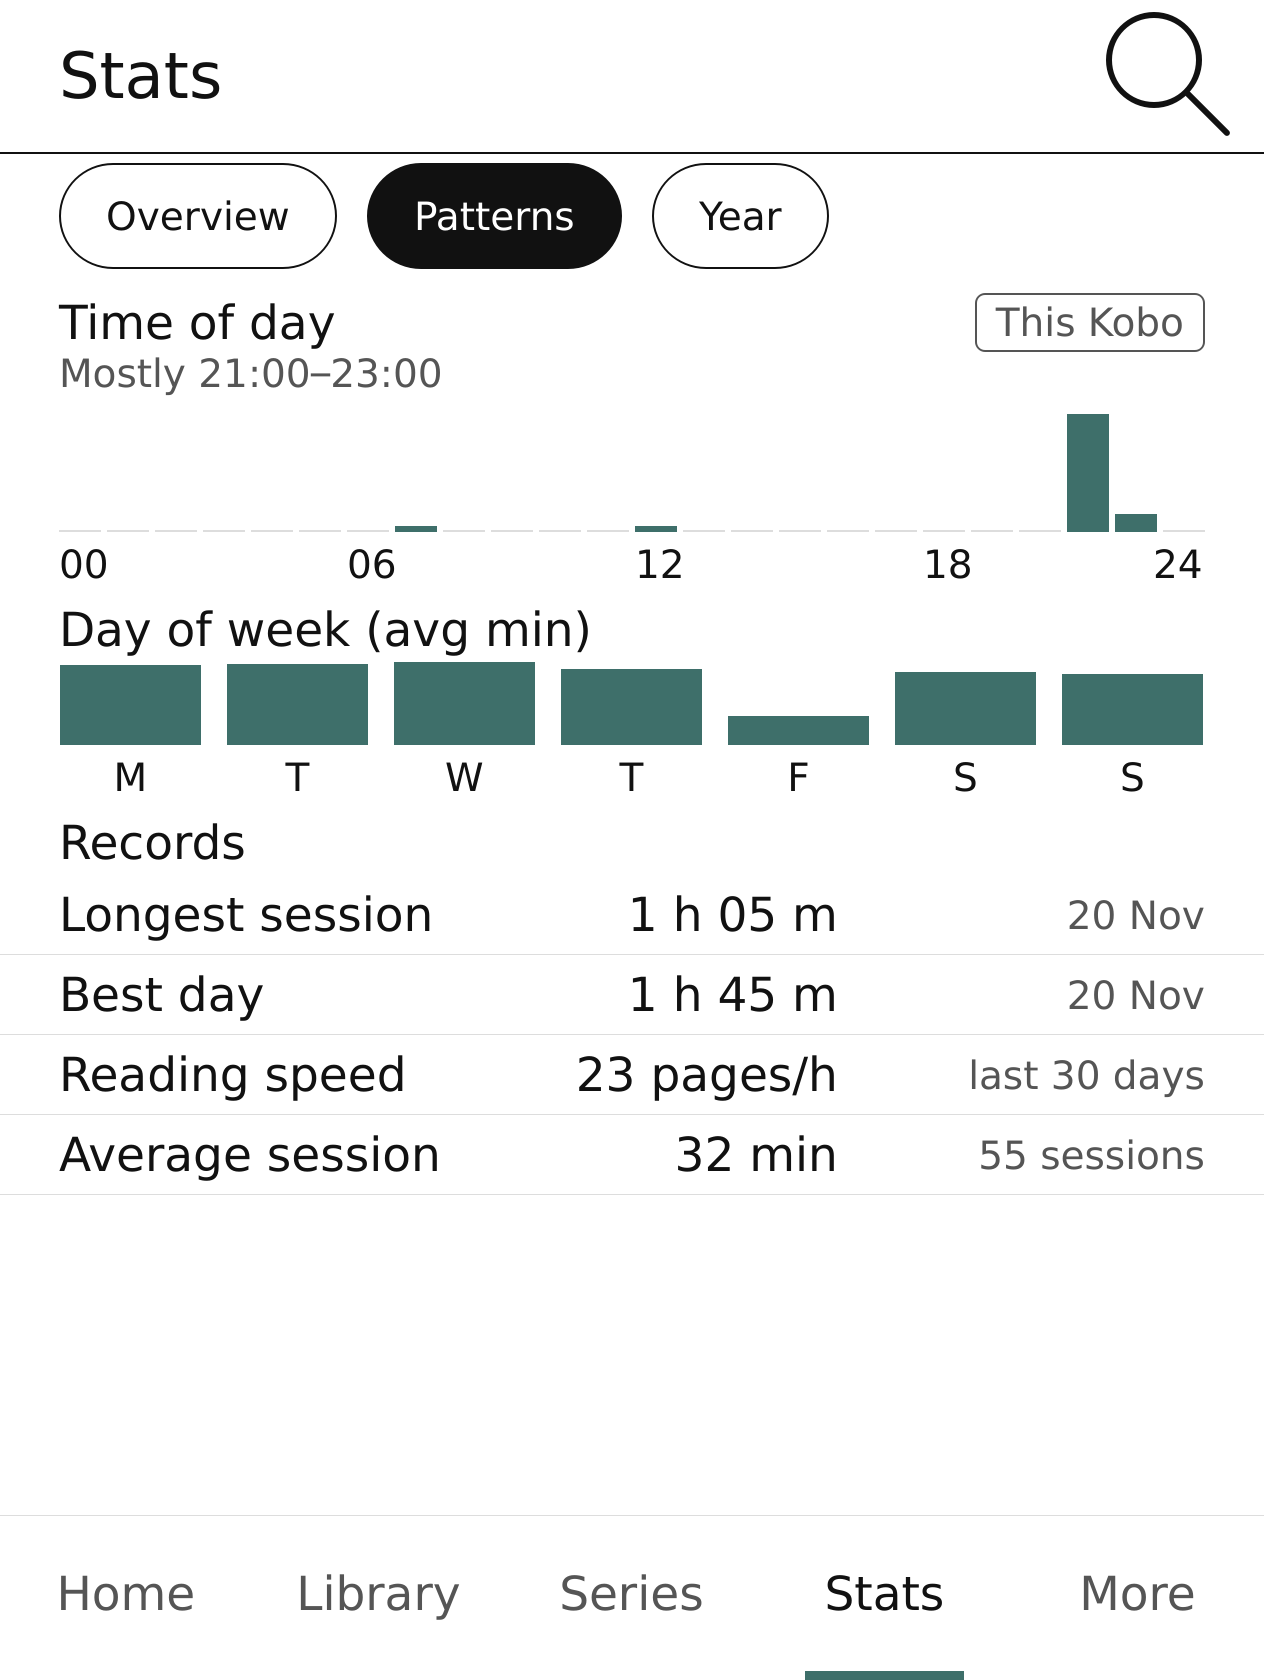 Stats
Overview Patterns Year
Time of day This Kobo
Mostly 21:00–23:00
00 06 12 18 24
Day of week (avg min)
M T W T F S S
Records
Longest session 1 h 05 m 20 Nov
Best day 1 h 45 m 20 Nov
Reading speed 23 pages/h last 30 days
Average session 32 min 55 sessions
Home Library Series Stats More